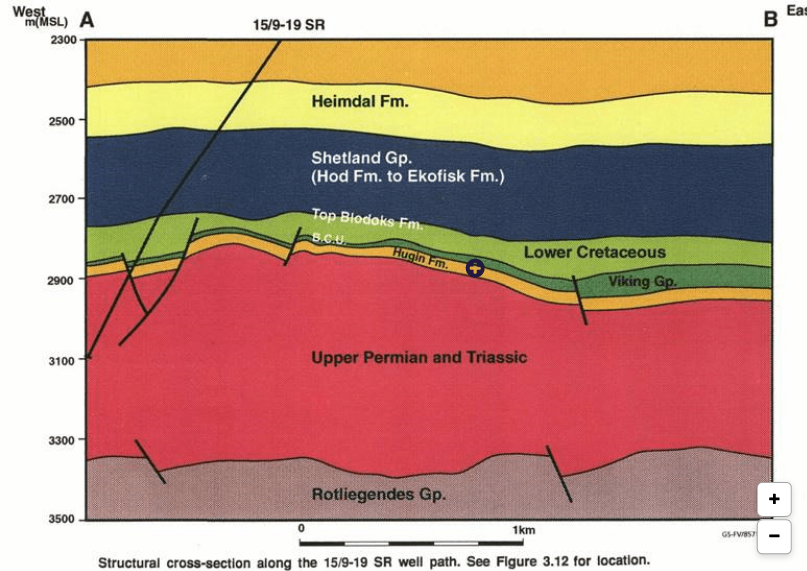 West A B Eas
m(MSL) 15/9-19 SR
2300
Heimdal Fm.
2500
Shetland Gp.
(Hod Fm. to Ekofisk Fm.)
2700
Top Blodøks Fm.
B.C.U.
Hugin Fm.
Lower Cretaceous
Viking Gp.
2900
Upper Permian and Triassic
3100
3300
Rotliegendes Gp.
3500
0 1km
Structural cross-section along the 15/9-19 SR well path. See Figure 3.12 for location.